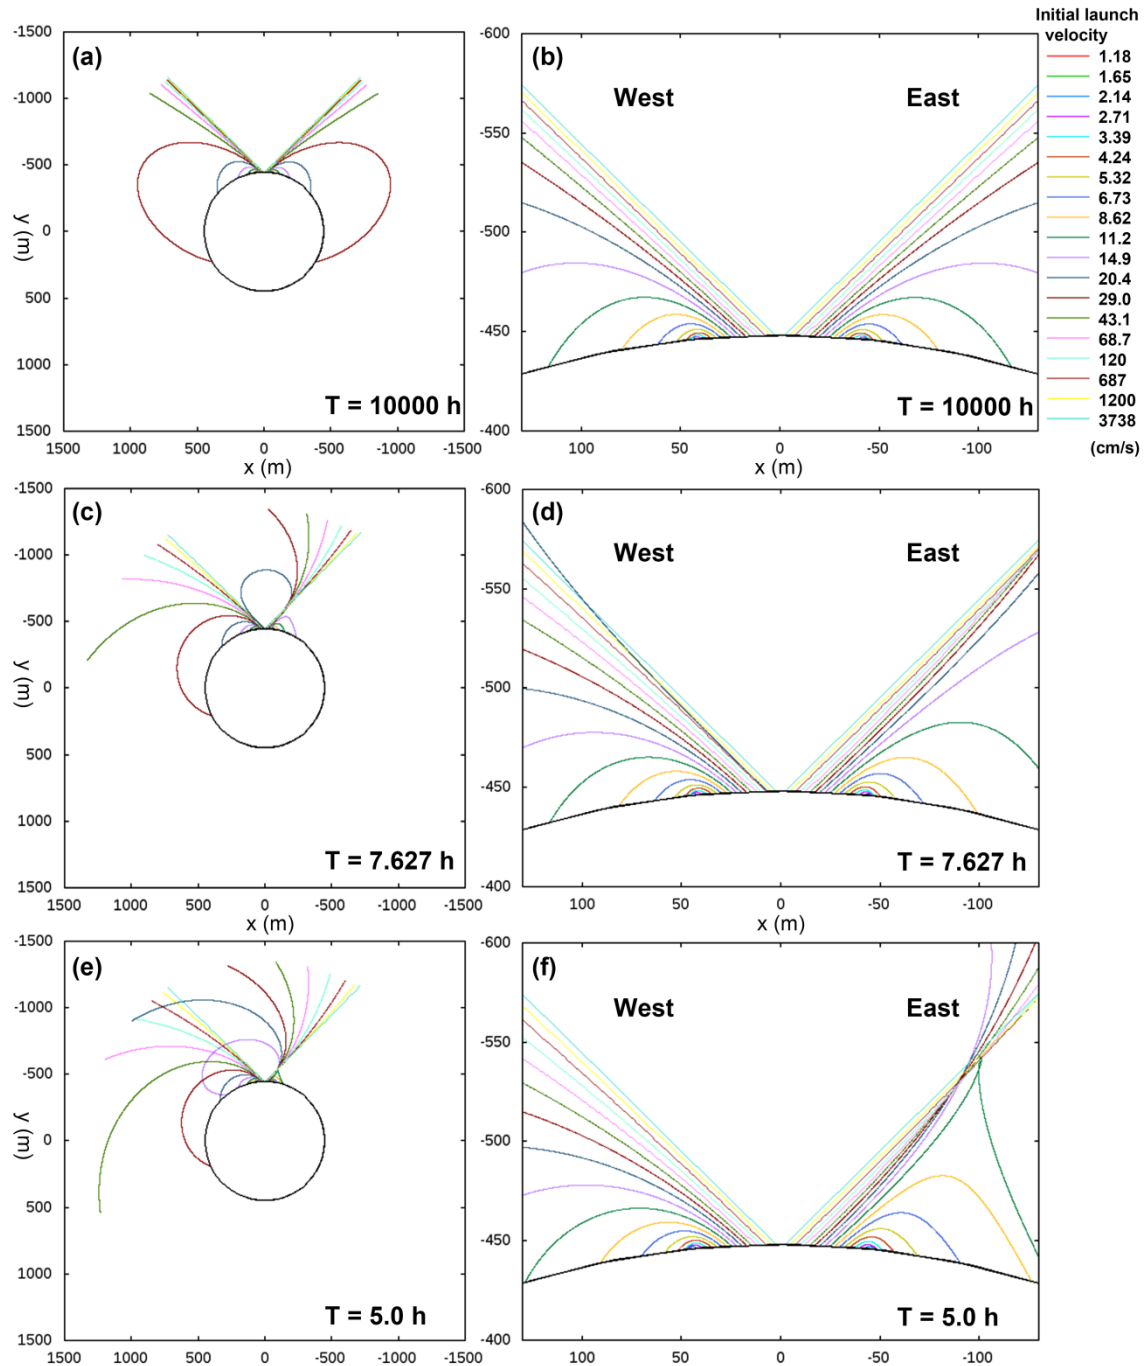 (a)
-1500
-1000
-500
0
500
1000
1500
y (m)
1500 1000 500 0 -500 -1000 -1500
x (m)
T = 10000 h
(b)
West East
-600
-550
-500
-450
-400
100 50 0 -50 -100
x (m)
T = 10000 h
Initial launch
velocity
1.18
1.65
2.14
2.71
3.39
4.24
5.32
6.73
8.62
11.2
14.9
20.4
29.0
43.1
68.7
120
687
1200
3738
(cm/s)
(c)
-1500
-1000
-500
0
500
1000
1500
y (m)
1500 1000 500 0 -500 -1000 -1500
x (m)
T = 7.627 h
(d)
West East
-600
-550
-500
-450
-400
100 50 0 -50 -100
x (m)
T = 7.627 h
(e)
-1500
-1000
-500
0
500
1000
1500
y (m)
1500 1000 500 0 -500 -1000 -1500
T = 5.0 h
(f)
West East
-600
-550
-500
-450
-400
100 50 0 -50 -100
T = 5.0 h